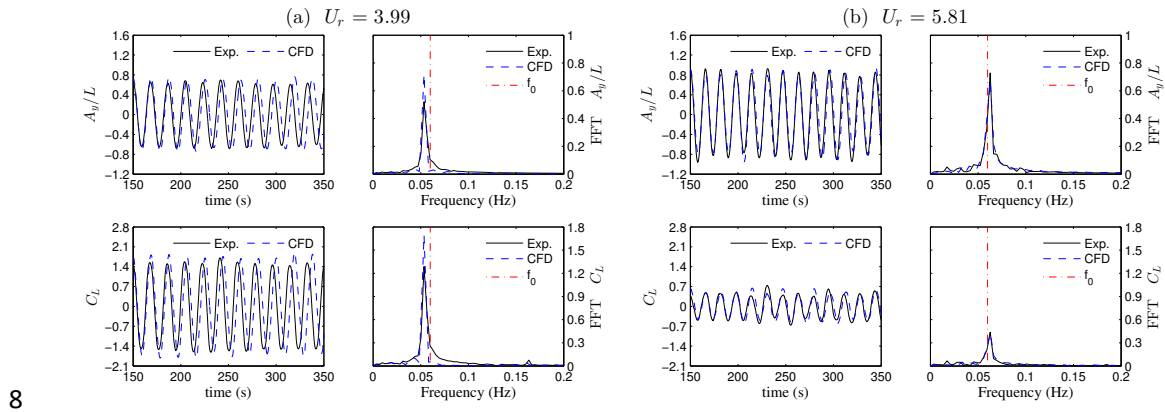 (a) U_r = 3.99
(b) U_r = 5.81
1.6
1.2
0.8
0.4
0
−0.4
−0.8
−1.2
A_y/L
Exp. CFD
150 200 250 300 350
time (s)
1
0.8
0.6
0.4
0.2
0
FFT A_y/L
Exp.
CFD
f_0
0 0.05 0.1 0.15 0.2
Frequency (Hz)
1.6
1.2
0.8
0.4
0
−0.4
−0.8
−1.2
A_y/L
Exp. CFD
150 200 250 300 350
time (s)
1
0.8
0.6
0.4
0.2
0
FFT A_y/L
Exp.
CFD
f_0
0 0.05 0.1 0.15 0.2
Frequency (Hz)
2.8
2.1
1.4
0.7
0
−0.7
−1.4
−2.1
C_L
Exp. CFD
150 200 250 300 350
time (s)
1.8
1.5
1.2
0.9
0.6
0.3
0
FFT C_L
Exp.
CFD
f_0
0 0.05 0.1 0.15 0.2
Frequency (Hz)
2.8
2.1
1.4
0.7
0
−0.7
−1.4
−2.1
C_L
Exp. CFD
150 200 250 300 350
time (s)
1.8
1.5
1.2
0.9
0.6
0.3
0
FFT C_L
Exp.
CFD
f_0
0 0.05 0.1 0.15 0.2
Frequency (Hz)
8